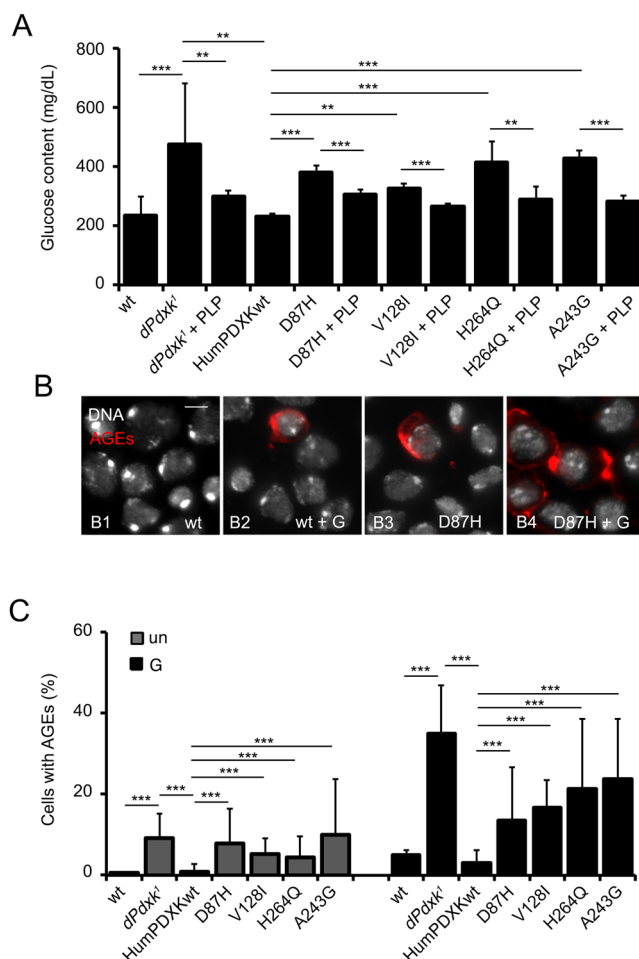 A
Glucose content (mg/dL)
800
600
400
200
0
***
**
**
***
***
**
***
***
***
**
***
wt
dPdxk¹
dPdxk¹ + PLP
HumPDXKwt
D87H
D87H + PLP
V128I
V128I + PLP
H264Q
H264Q + PLP
A243G
A243G + PLP
B
DNA
AGEs
B1 wt
B2 wt + G
B3 D87H
B4 D87H + G
C
un
G
Cells with AGEs (%)
60
40
20
0
***
***
***
***
***
***
***
***
***
***
***
***
wt
dPdxk¹
HumPDXKwt
D87H
V128I
H264Q
A243G
wt
dPdxk¹
HumPDXKwt
D87H
V128I
H264Q
A243G